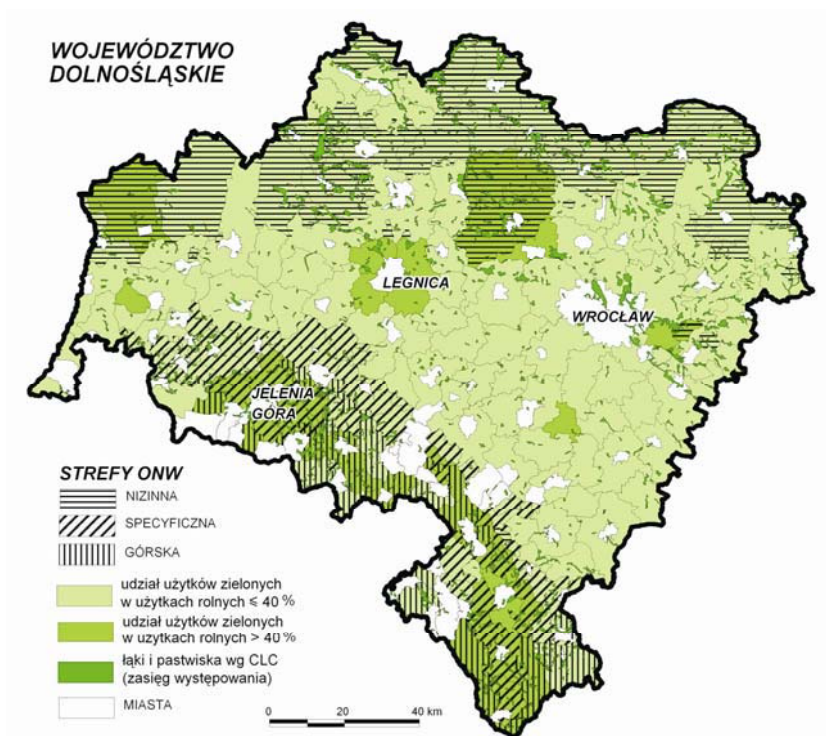 WOJEWÓDZTWO
DOLNOŚLĄSKIE
LEGNICA
WROCŁAW
JELENIA
GÓRA
STREFY ONW
NIZINNA
SPECYFICZNA
GÓRSKA
udział użytków zielonych
w użytkach rolnych ⩽ 40 %
udział użytków zielonych
w uzytkach rolnych > 40 %
łąki i pastwiska wg CLC
(zasięg występowania)
MIASTA
0 20 40 km